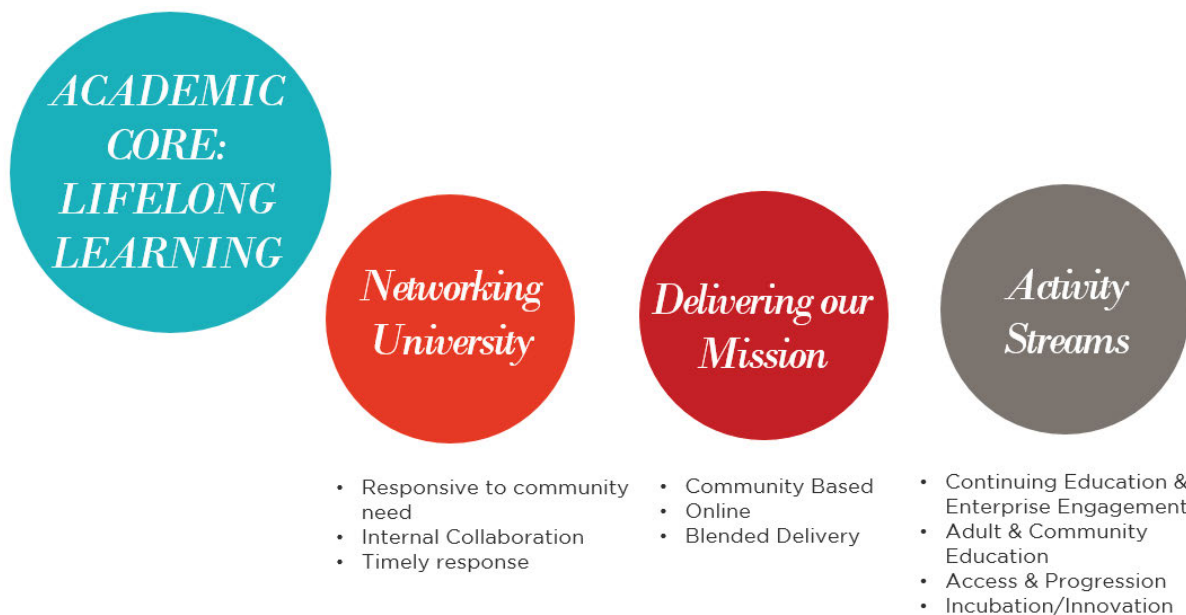 ACADEMIC
CORE:
LIFELONG
LEARNING
Networking
University
• Responsive to community
need
• Internal Collaboration
• Timely response
Delivering our
Mission
• Community Based
• Online
• Blended Delivery
Activity
Streams
• Continuing Education &
Enterprise Engagement
• Adult & Community
Education
• Access & Progression
• Incubation/Innovation